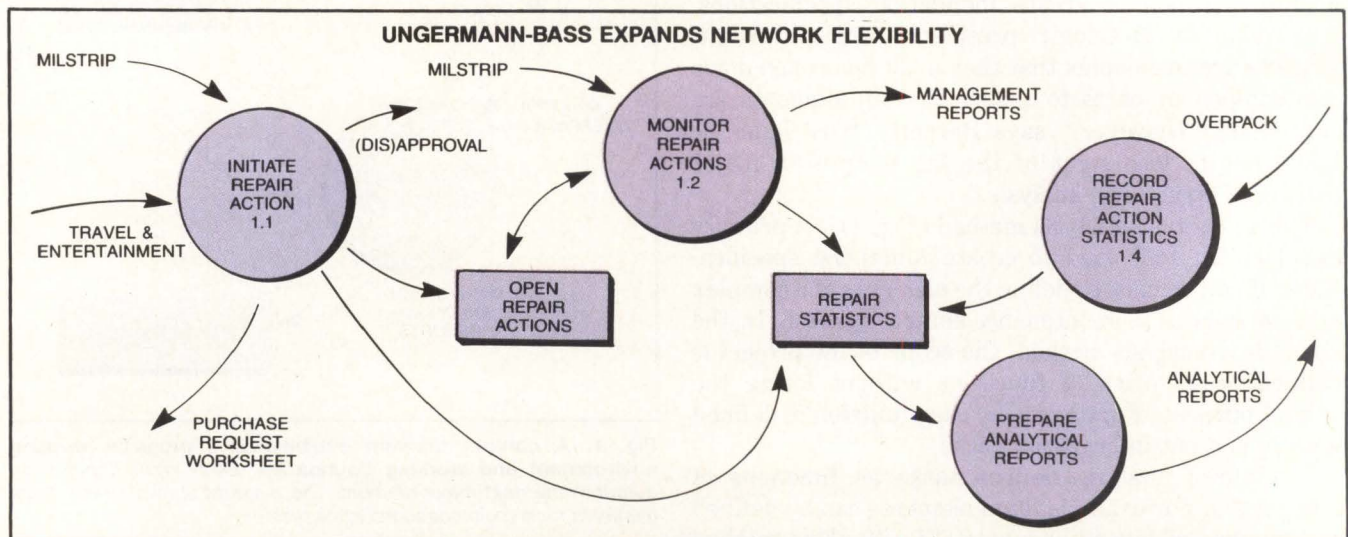 UNGERMANN-BASS EXPANDS NETWORK FLEXIBILITY
MILSTRIP
INITIATE
REPAIR
ACTION
1.1
TRAVEL &
ENTERTAINMENT
(DIS)APPROVAL
PURCHASE
REQUEST
WORKSHEET
MILSTRIP
MONITOR
REPAIR
ACTIONS
1.2
MANAGEMENT
REPORTS
OPEN
REPAIR
ACTIONS
REPAIR
STATISTICS
OVERPACK
RECORD
REPAIR
ACTION
STATISTICS
1.4
PREPARE
ANALYTICAL
REPORTS
ANALYTICAL
REPORTS